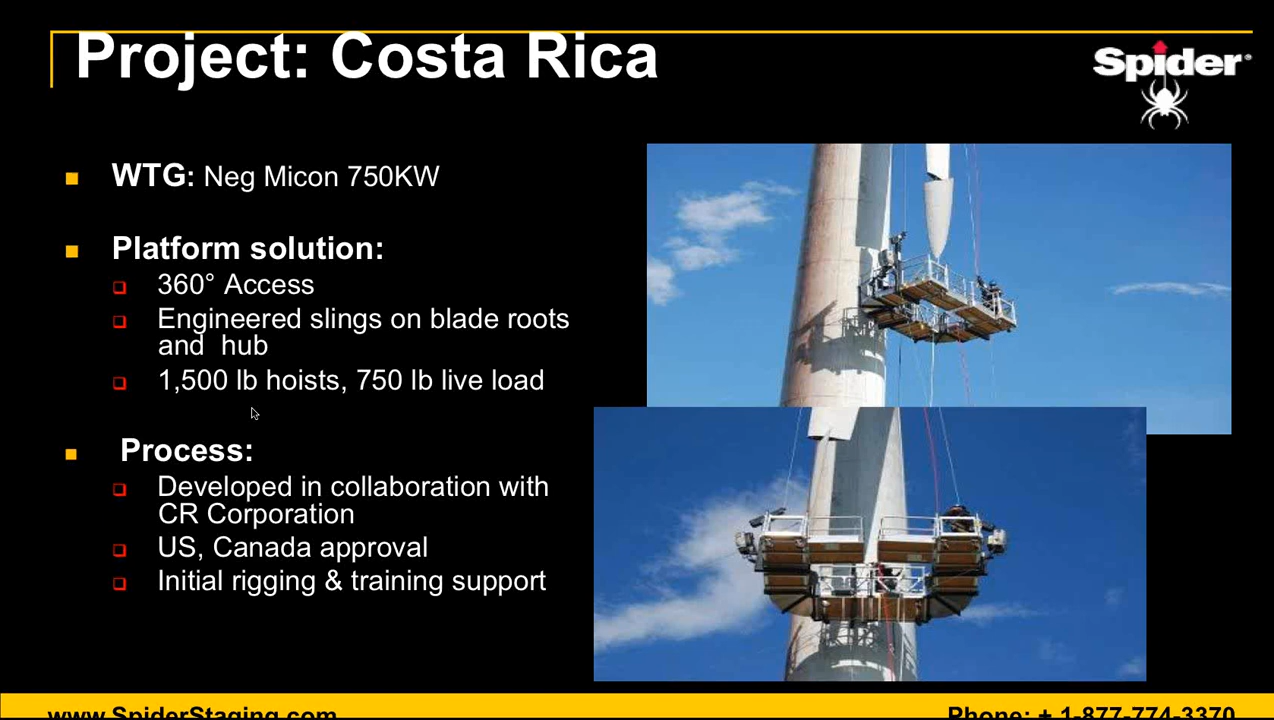 Project: Costa Rica
Spider®
WTG: Neg Micon 750KW
Platform solution:
360° Access
Engineered slings on blade roots
and hub
1,500 lb hoists, 750 lb live load
Process:
Developed in collaboration with
CR Corporation
US, Canada approval
Initial rigging & training support
www.SpiderStaging.com
Phone: + 1-877-774-3370